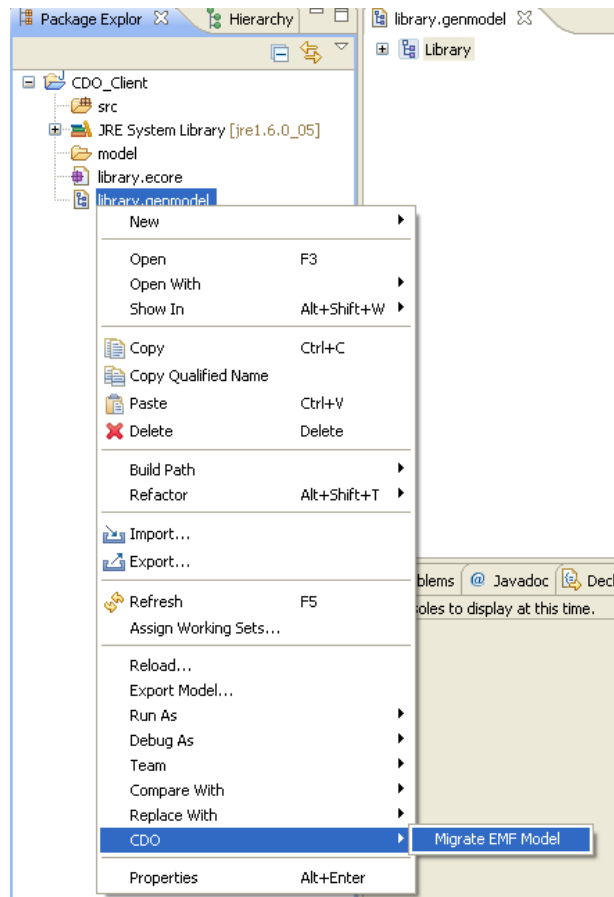 Package Explor Hierarchy library.genmodel
Library
CDO_Client
src
JRE System Library [jre1.6.0_05]
model
library.ecore
library.genmodel
New
Open F3
Open With
Show In Alt+Shift+W
Copy Ctrl+C
Copy Qualified Name
Paste Ctrl+V
Delete Delete
Build Path
Refactor Alt+Shift+T
Import...
Export...
blems @ Javadoc Decl
Refresh F5
soles to display at this time.
Assign Working Sets...
Reload...
Export Model...
Run As
Debug As
Team
Compare With
Replace With
CDO Migrate EMF Model
Properties Alt+Enter